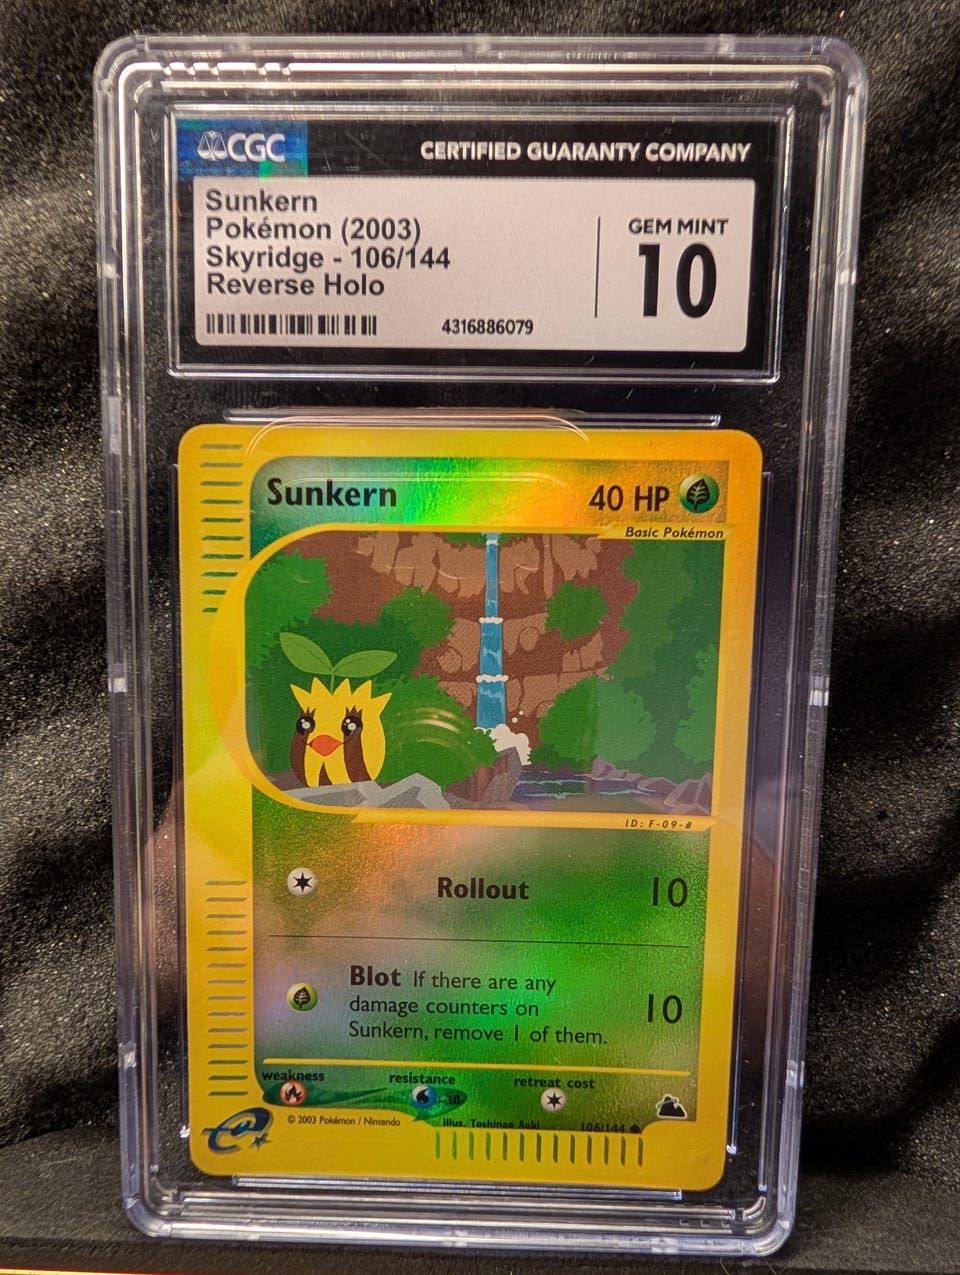 CGC
CERTIFIED GUARANTY COMPANY
Sunkern
Pokémon (2003)
Skyridge - 106/144
Reverse Holo
4316886079
GEM MINT
10
Sunkern
40 HP
Basic Pokémon
ID: F-09-#
Rollout 10
Blot If there are any
damage counters on
Sunkern, remove 1 of them.
10
weakness
resistance
retreat cost
-30
© 2003 Pokémon / Nintendo
Illus. Toshinao Aoki
106/144
e